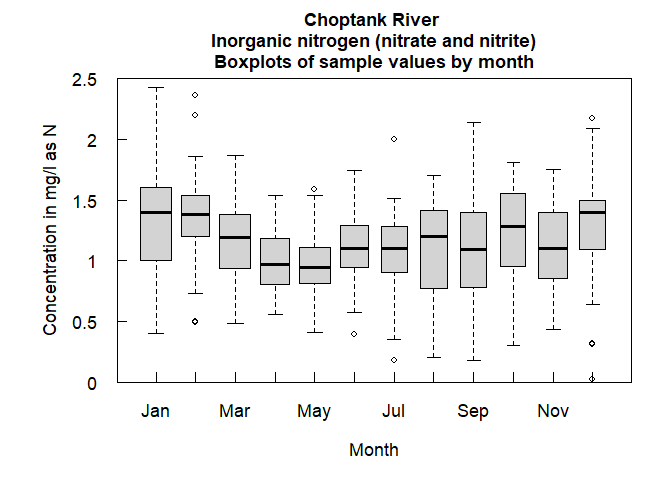 Choptank River
Inorganic nitrogen (nitrate and nitrite)
Boxplots of sample values by month
Concentration in mg/l as N
2.5
2
1.5
1
0.5
0
Jan Mar May Jul Sep Nov
Month